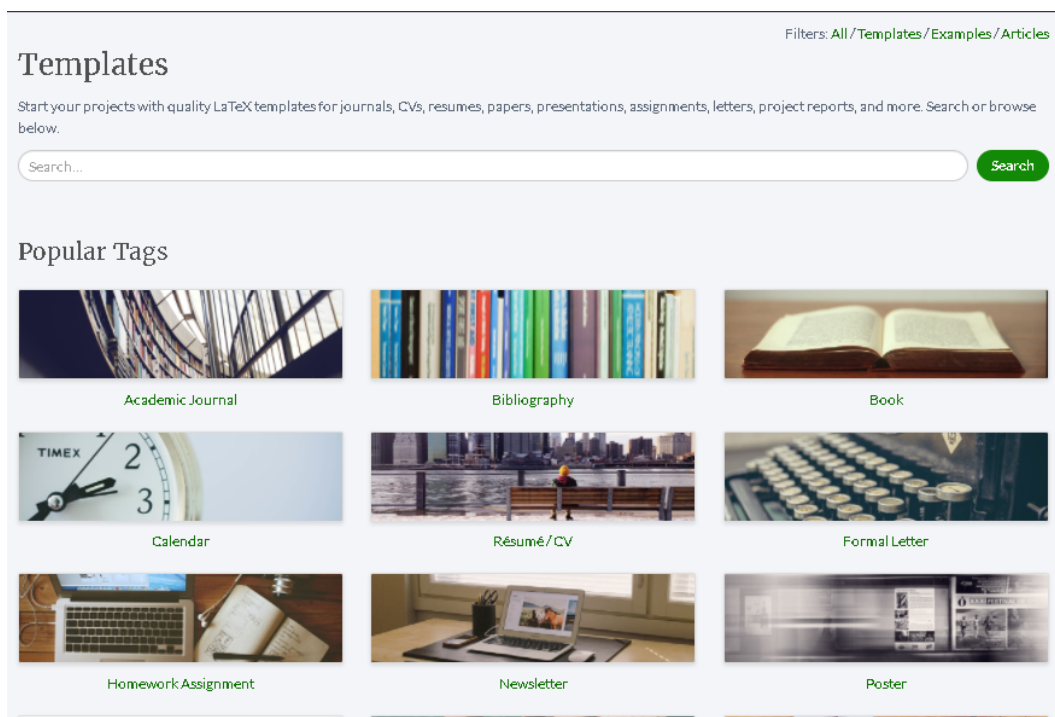 Filters: All / Templates / Examples / Articles
Templates
Start your projects with quality LaTeX templates for journals, CVs, resumes, papers, presentations, assignments, letters, project reports, and more. Search or browse
below.
Search...
Search
Popular Tags
Academic Journal
Bibliography
Book
TIMEX
2
3
Calendar
Résumé / CV
Formal Letter
Homework Assignment
Newsletter
Poster